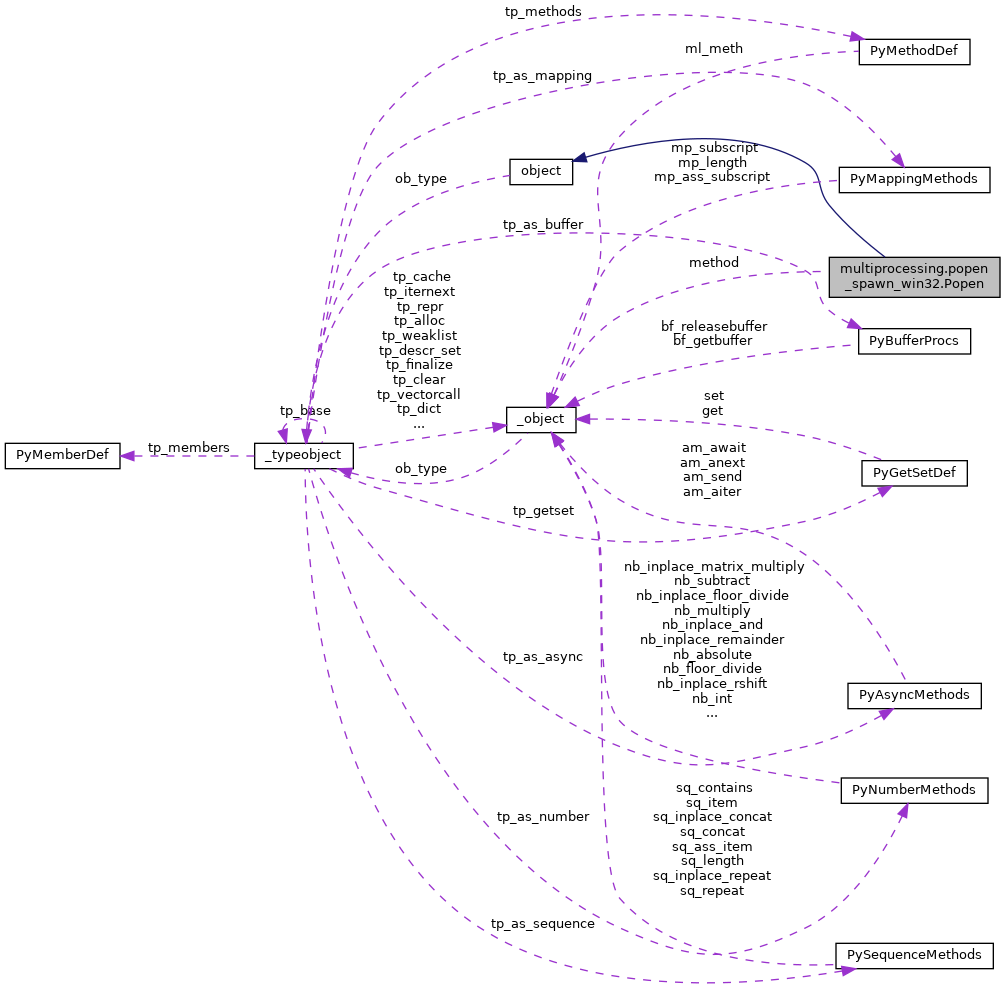 tp_methods
PyMethodDef
ml_meth
tp_as_mapping
mp_subscript
mp_length
mp_ass_subscript
object
PyMappingMethods
ob_type
tp_as_buffer
method
multiprocessing.popen
_spawn_win32.Popen
tp_cache
tp_iternext
tp_repr
tp_alloc
tp_weaklist
tp_descr_set
tp_finalize
tp_clear
tp_vectorcall
tp_dict
...
bf_releasebuffer
bf_getbuffer
PyBufferProcs
tp_base
_object
set
get
PyMemberDef
tp_members
_typeobject
ob_type
am_await
am_anext
am_send
am_aiter
PyGetSetDef
tp_getset
nb_inplace_matrix_multiply
nb_subtract
nb_inplace_floor_divide
nb_multiply
nb_inplace_and
nb_inplace_remainder
nb_absolute
nb_floor_divide
nb_inplace_rshift
nb_int
...
tp_as_async
PyAsyncMethods
PyNumberMethods
tp_as_number
sq_contains
sq_item
sq_inplace_concat
sq_concat
sq_ass_item
sq_length
sq_inplace_repeat
sq_repeat
tp_as_sequence
PySequenceMethods